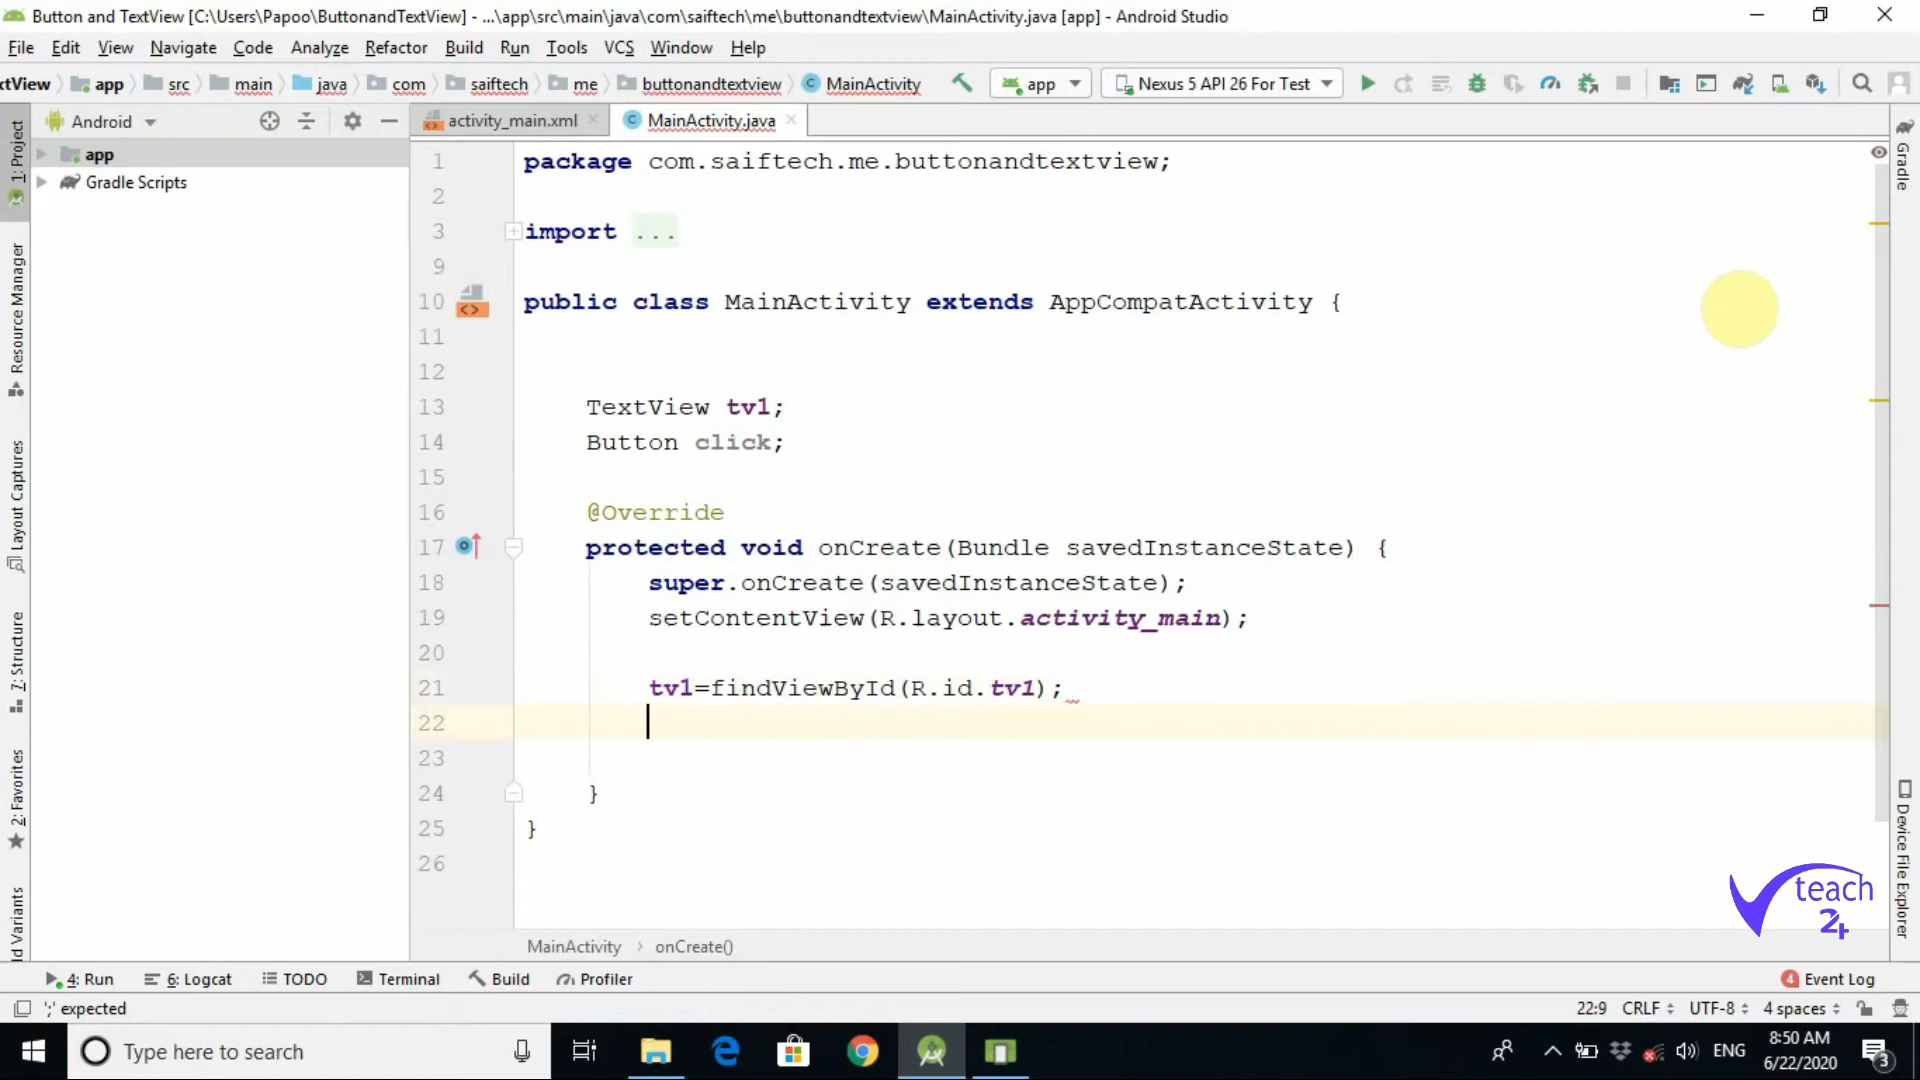 Button and TextView [C:\Users\Papoo\ButtonandTextView] - ...\app\src\main\java\com\saiftech\me\buttonandtextview\MainActivity.java [app] - Android Studio
File Edit View Navigate Code Analyze Refactor Build Run Tools VCS Window Help
tView app src main java com saiftech me buttonandtextview MainActivity app Nexus 5 API 26 For Test
Android
app
Gradle Scripts
1: Project
Resource Manager
Layout Captures
7: Structure
2: Favorites
ld Variants
activity_main.xml MainActivity.java
1 package com.saiftech.me.buttonandtextview;
2
3 import ...
9
10 public class MainActivity extends AppCompatActivity {
11
12
13 TextView tv1;
14 Button click;
15
16 @Override
17 protected void onCreate(Bundle savedInstanceState) {
18 super.onCreate(savedInstanceState);
19 setContentView(R.layout.activity_main);
20
21 tv1=findViewById(R.id.tv1);
22
23
24 }
25 }
26
MainActivity › onCreate()
Gradle
Device File Explorer
teach
24
4: Run 6: Logcat TODO Terminal Build Profiler 4 Event Log
';' expected 22:9 CRLF UTF-8 4 spaces
Type here to search
ENG
8:50 AM
6/22/2020
3